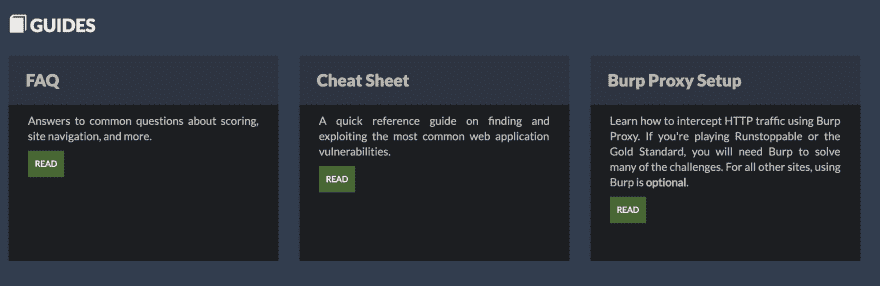 GUIDES
FAQ
Answers to common questions about scoring,
site navigation, and more.
READ
Cheat Sheet
A quick reference guide on finding and
exploiting the most common web application
vulnerabilities.
READ
Burp Proxy Setup
Learn how to intercept HTTP traffic using Burp
Proxy. If you're playing Runstoppable or the
Gold Standard, you will need Burp to solve
many of the challenges. For all other sites, using
Burp is optional.
READ